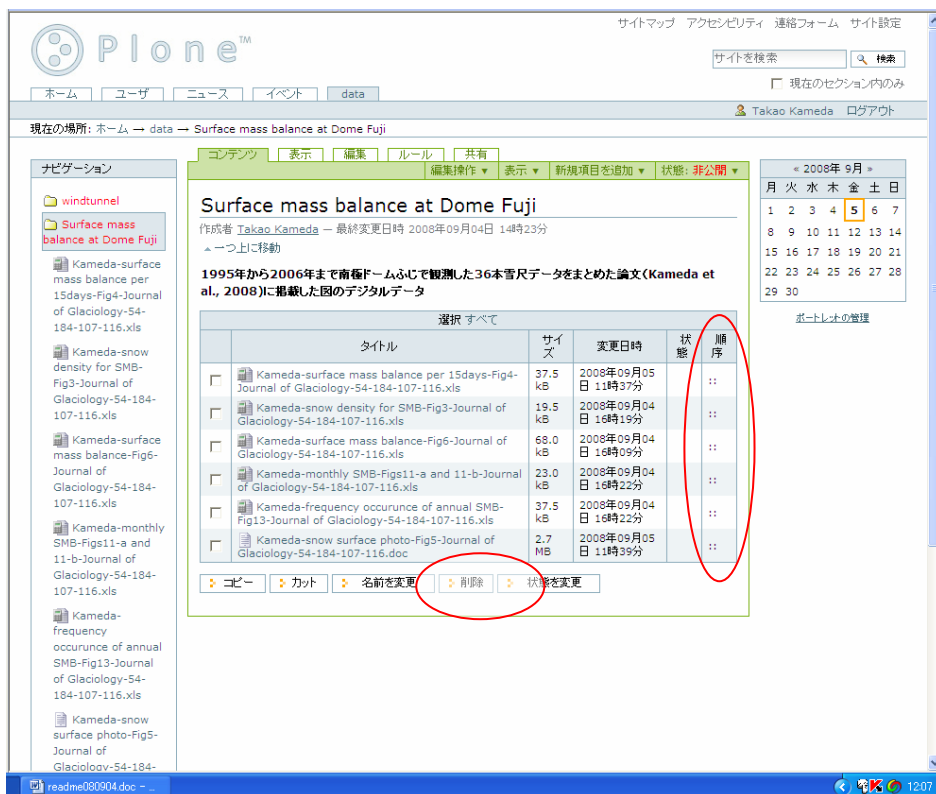 サイトマップ アクセシビリティ 連絡フォーム サイト設定
Plone™
サイトを検索 検索
現在のセクション内のみ
ホーム ユーザ ニュース イベント data
Takao Kameda ログアウト
現在の場所: ホーム → data → Surface mass balance at Dome Fuji
ナビゲーション
windtunnel
Surface mass
balance at Dome Fuji
Kameda-surface
mass balance per
15days-Fig4-Journal
of Glaciology-54-
184-107-116.xls
Kameda-snow
density for SMB-
Fig3-Journal of
Glaciology-54-184-
107-116.xls
Kameda-surface
mass balance-Fig6-
Journal of
Glaciology-54-184-
107-116.xls
Kameda-monthly
SMB-Figs11-a and
11-b-Journal of
Glaciology-54-184-
107-116.xls
Kameda-
frequency
occurunce of annual
SMB-Fig13-Journal
of Glaciology-54-
184-107-116.xls
Kameda-snow
surface photo-Fig5-
Journal of
Glaciology-54-184-
コンテンツ 表示 編集 ルール 共有
編集操作 ▼ 表示 ▼ 新規項目を追加 ▼ 状態: 非公開 ▼
Surface mass balance at Dome Fuji
作成者 Takao Kameda — 最終変更日時 2008年09月04日 14時23分
一つ上に移動
1995年から2006年まで南極ドームふじで観測した36本雪尺データをまとめた論文(Kameda et
al., 2008)に掲載した図のデジタルデータ
選択 すべて
タイトル サイズ 変更日時 状態 順序
Kameda-surface mass balance per 15days-Fig4- 37.5 2008年09月05
Journal of Glaciology-54-184-107-116.xls kB 日 11時37分 ::
Kameda-snow density for SMB-Fig3-Journal of 19.5 2008年09月04
Glaciology-54-184-107-116.xls kB 日 16時19分 ::
Kameda-surface mass balance-Fig6-Journal of 68.0 2008年09月04
Glaciology-54-184-107-116.xls kB 日 16時09分 ::
Kameda-monthly SMB-Figs11-a and 11-b-Journal 23.0 2008年09月04
of Glaciology-54-184-107-116.xls kB 日 16時22分 ::
Kameda-frequency occurunce of annual SMB- 37.5 2008年09月04
Fig13-Journal of Glaciology-54-184-107-116.xls kB 日 16時22分 ::
Kameda-snow surface photo-Fig5-Journal of 2.7 2008年09月05
Glaciology-54-184-107-116.doc MB 日 11時39分 ::
コピー カット 名前を変更 削除 状態を変更
« 2008年 9月 »
月 火 水 木 金 土 日
1 2 3 4 5 6 7
8 9 10 11 12 13 14
15 16 17 18 19 20 21
22 23 24 25 26 27 28
29 30
ポートレットの管理
readme080904.doc - ..
12:07